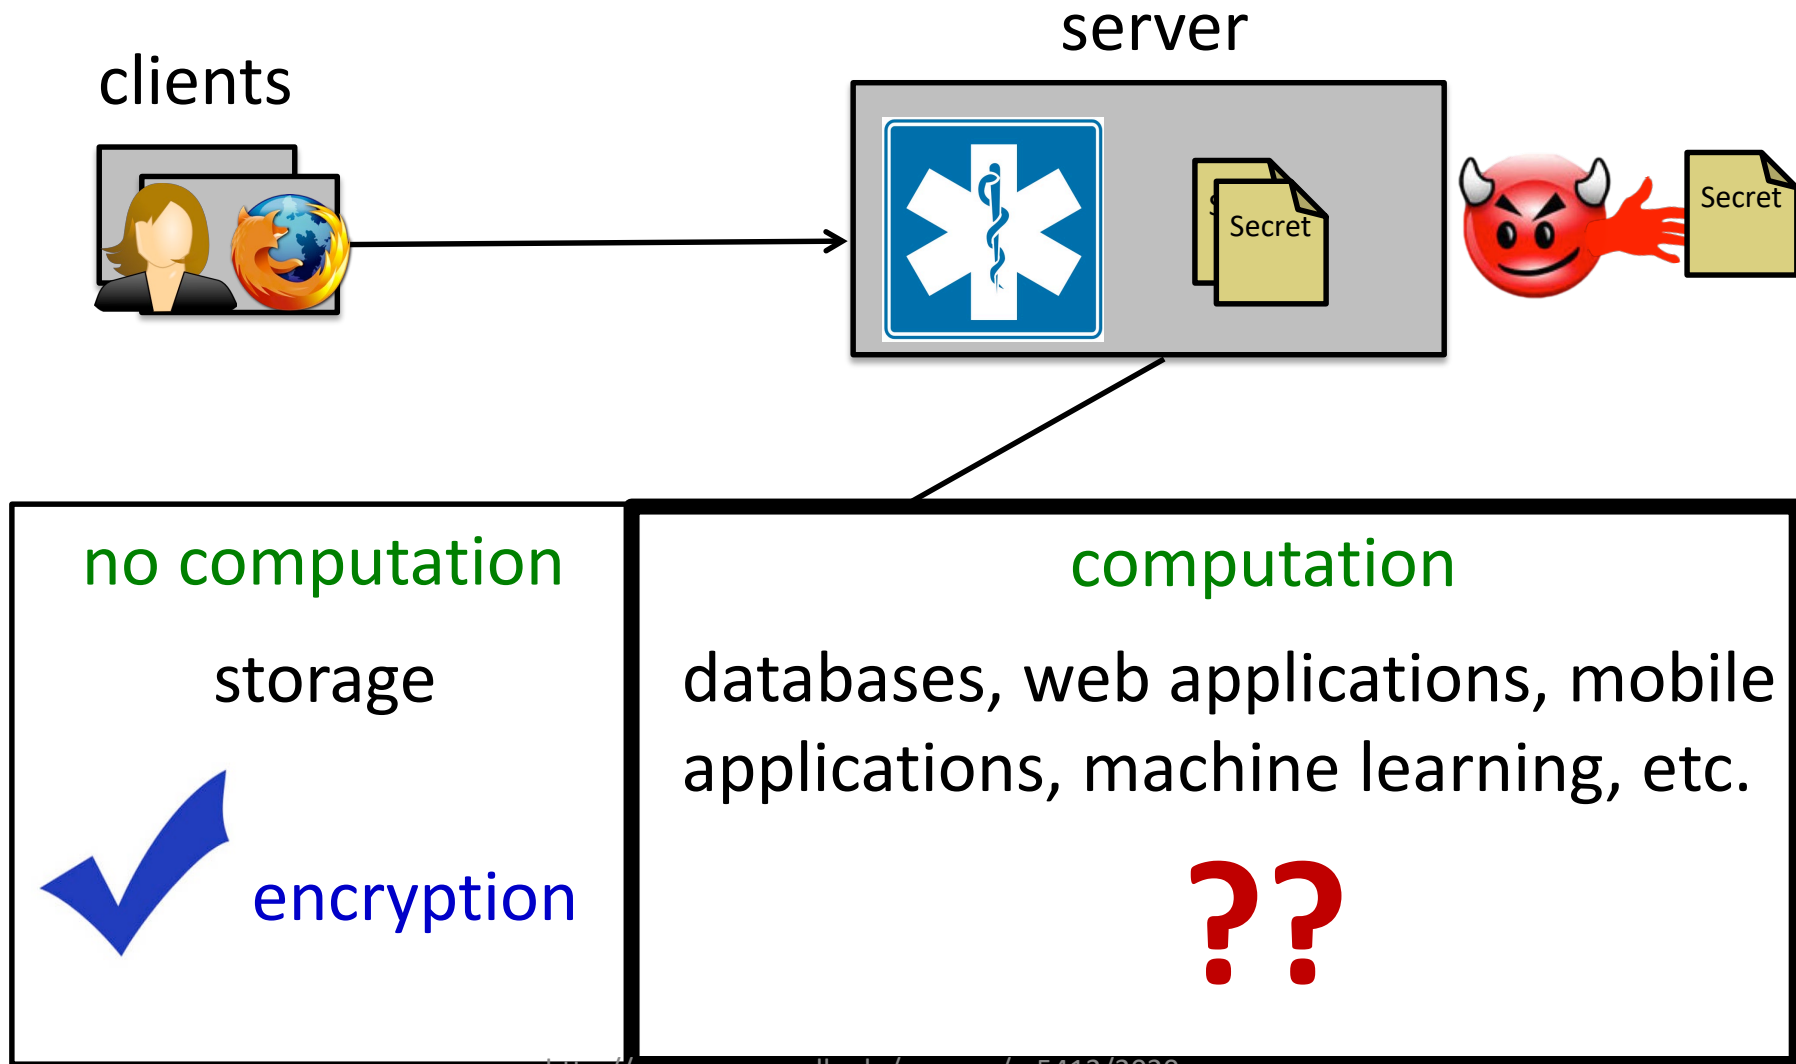 server
clients
Secret
Secret
no computation
computation
storage
databases, web applications, mobile
applications, machine learning, etc.
encryption
??